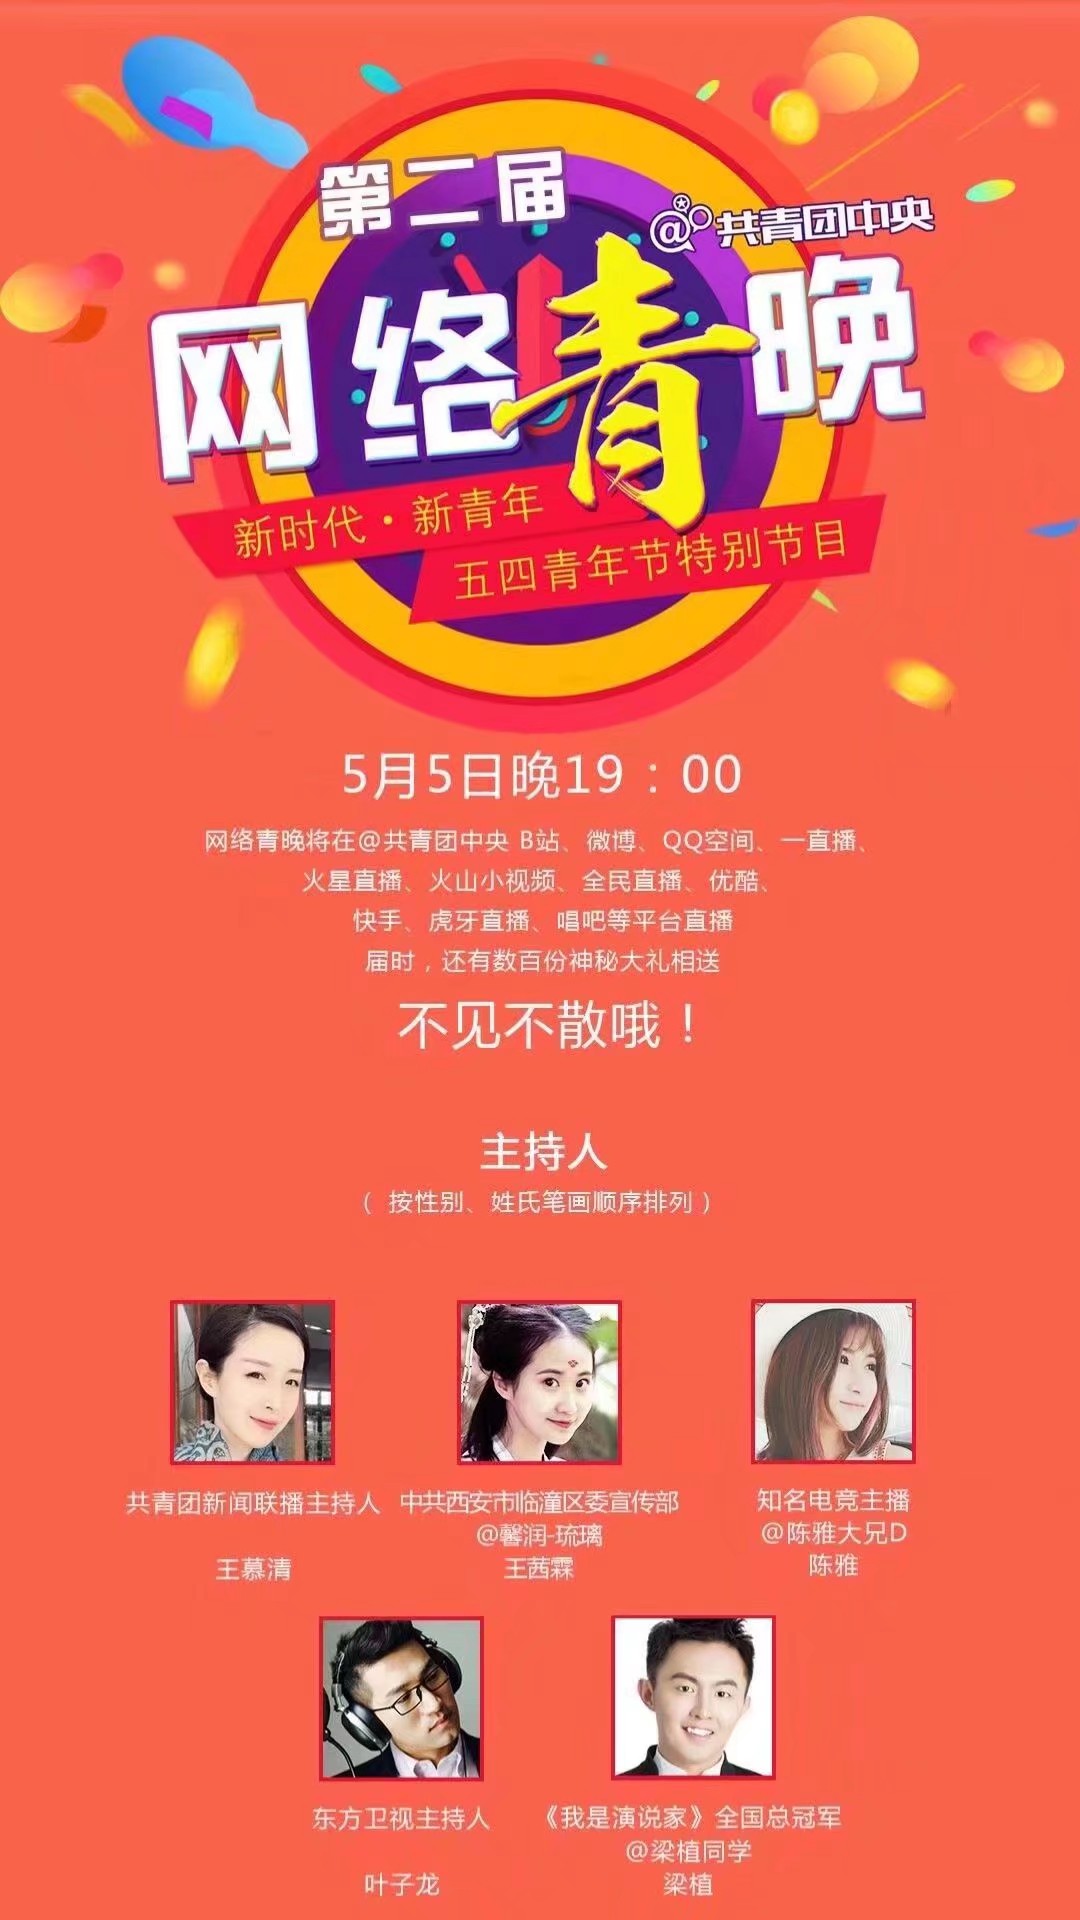 第二届
@共青团中央
网络青晚
新时代·新青年
五四青年节特别节目
5月5日晚19：00
网络青晚将在@共青团中央 B站、微博、QQ空间、一直播、
火星直播、火山小视频、全民直播、优酷、
快手、虎牙直播、唱吧等平台直播
届时，还有数百份神秘大礼相送
不见不散哦！
主持人
（ 按性别、姓氏笔画顺序排列）
共青团新闻联播主持人
王慕清
中共西安市临潼区委宣传部
@馨润-琉璃
王茜霖
知名电竞主播
@陈雅大兄D
陈雅
东方卫视主持人
叶子龙
《我是演说家》全国总冠军
@梁植同学
梁植